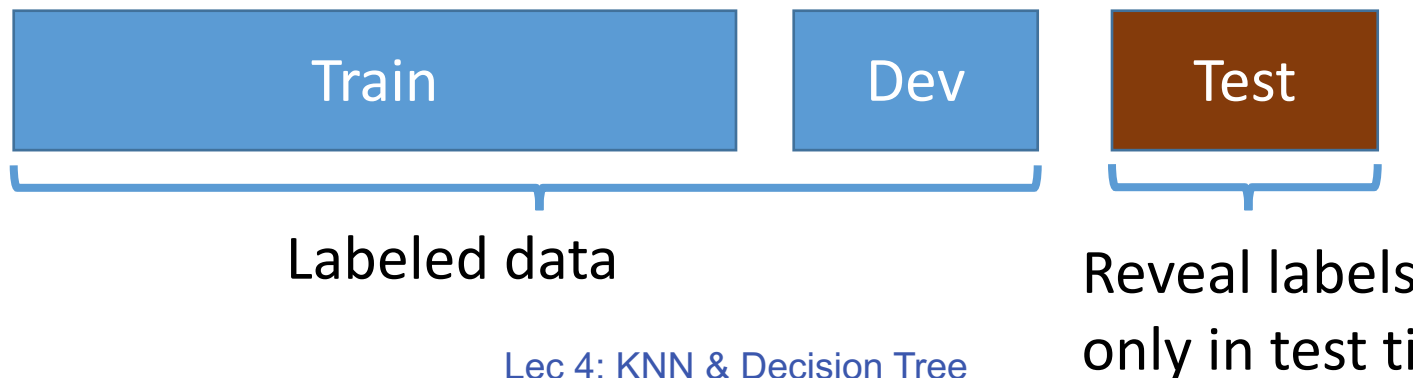 Train Dev Test
Labeled data
Reveal labels
only in test
Lec 4: KNN & Decision Tree